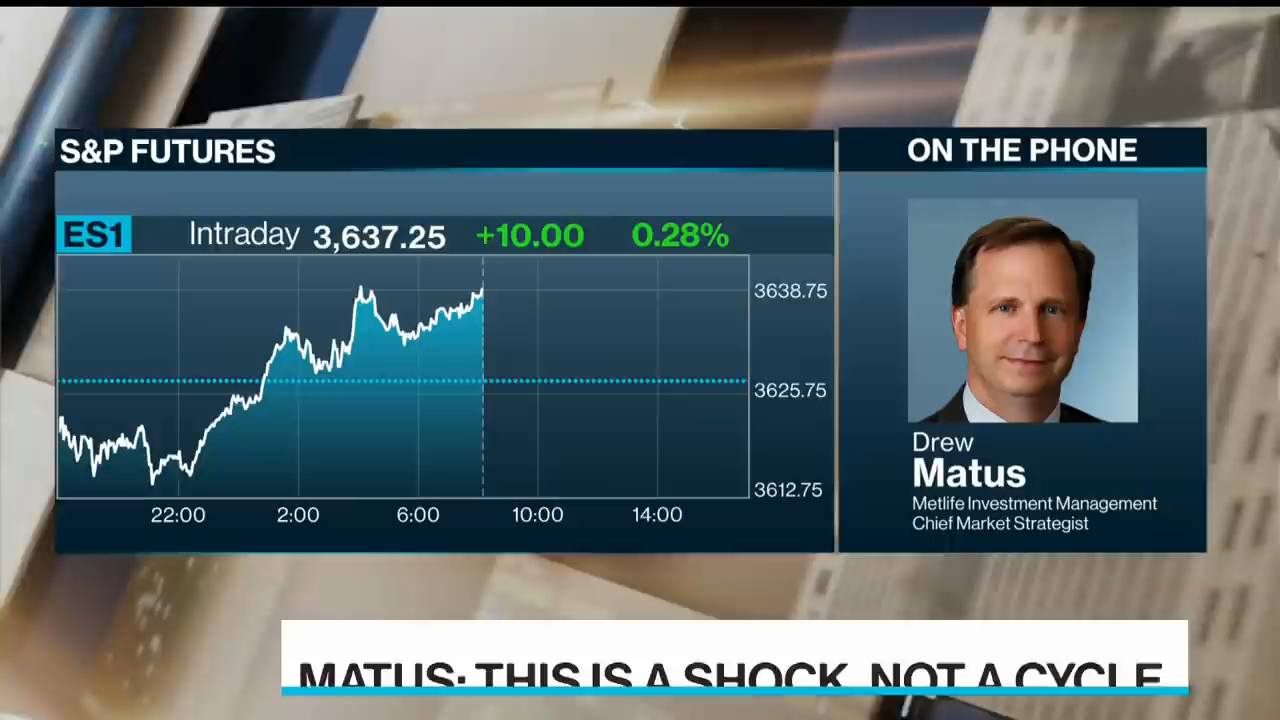 S&P FUTURES
ES1 Intraday 3,637.25 +10.00 0.28%
3638.75
3625.75
3612.75
22:00 2:00 6:00 10:00 14:00
ON THE PHONE
Drew
Matus
Metlife Investment Management
Chief Market Strategist
MATUS: THIS IS A SHOCK, NOT A CYCLE